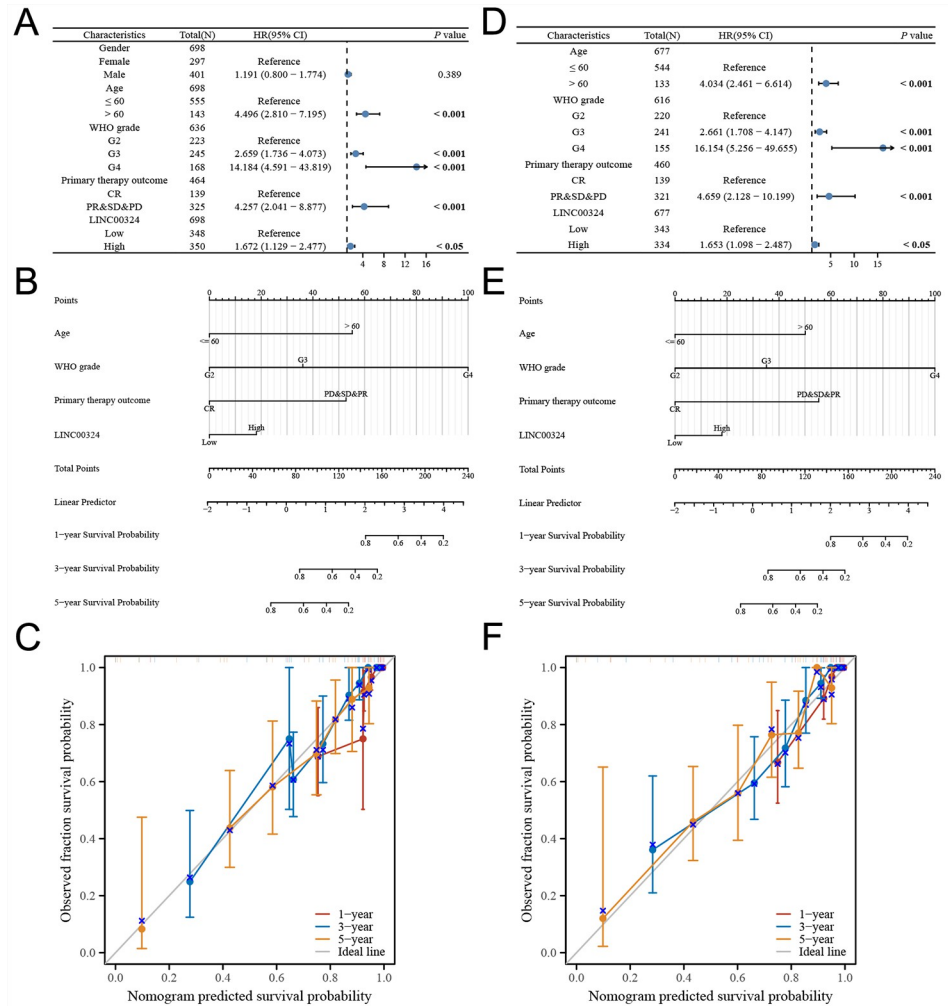 A
Characteristics Total(N) HR(95% CI) P value
Gender 698
Female 297 Reference
Male 401 1.191 (0.800 − 1.774) 0.389
Age 698
≤ 60 555 Reference
> 60 143 4.496 (2.810 − 7.195) < 0.001
WHO grade 636
G2 223 Reference
G3 245 2.659 (1.736 − 4.073) < 0.001
G4 168 14.184 (4.591 − 43.819) < 0.001
Primary therapy outcome 464
CR 139 Reference
PR&SD&PD 325 4.257 (2.041 − 8.877) < 0.001
LINC00324 698
Low 348 Reference
High 350 1.672 (1.129 − 2.477) < 0.05
4 8 12 16
D
Characteristics Total(N) HR(95% CI) P value
Age 677
≤ 60 544 Reference
> 60 133 4.034 (2.461 − 6.614) < 0.001
WHO grade 616
G2 220 Reference
G3 241 2.661 (1.708 − 4.147) < 0.001
G4 155 16.154 (5.256 − 49.655) < 0.001
Primary therapy outcome 460
CR 139 Reference
PR&SD&PD 321 4.659 (2.128 − 10.199) < 0.001
LINC00324 677
Low 343 Reference
High 334 1.653 (1.098 − 2.487) < 0.05
5 10 15
B
Points 0 20 40 60 80 100
Age <= 60 > 60
WHO grade G2 G3 G4
Primary therapy outcome CR PD&SD&PR
LINC00324 Low High
Total Points 0 40 80 120 160 200 240
Linear Predictor −2 −1 0 1 2 3 4
1−year Survival Probability 0.8 0.6 0.4 0.2
3−year Survival Probability 0.8 0.6 0.4 0.2
5−year Survival Probability 0.8 0.6 0.4 0.2
E
Points 0 20 40 60 80 100
Age <= 60 > 60
WHO grade G2 G3 G4
Primary therapy outcome CR PD&SD&PR
LINC00324 Low High
Total Points 0 40 80 120 160 200 240
Linear Predictor −2 −1 0 1 2 3 4
1−year Survival Probability 0.8 0.6 0.4 0.2
3−year Survival Probability 0.8 0.6 0.4 0.2
5−year Survival Probability 0.8 0.6 0.4 0.2
C
Observed fraction survival probability
1.0
0.8
0.6
0.4
0.2
0.0
1−year
3−year
5−year
Ideal line
0.0 0.2 0.4 0.6 0.8 1.0
Nomogram predicted survival probability
F
Observed fraction survival probability
1.0
0.8
0.6
0.4
0.2
0.0
1−year
3−year
5−year
Ideal line
0.0 0.2 0.4 0.6 0.8 1.0
Nomogram predicted survival probability